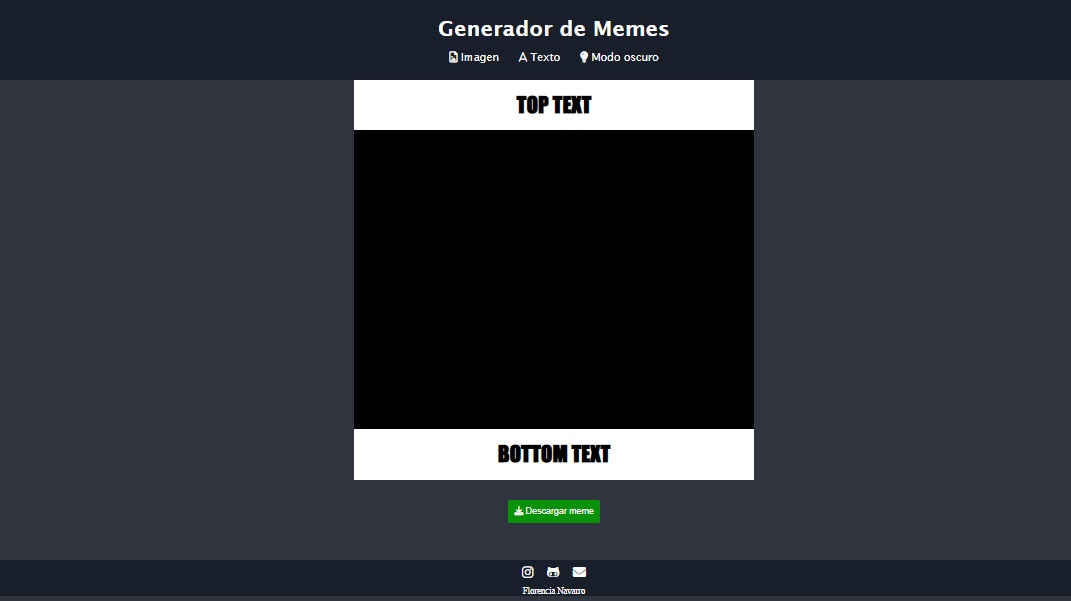 Generador de Memes
Imagen A Texto Modo oscuro
TOP TEXT
BOTTOM TEXT
Descargar meme
Florencia Navarro